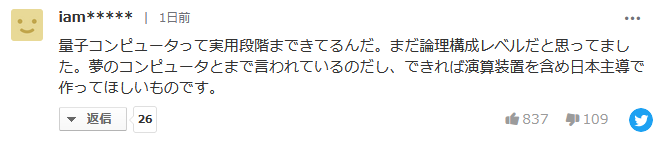 iam***** | 1日前
量子コンピュータって実用段階まできてるんだ。まだ論理構成レベルだと思ってまし
た。夢のコンピュータとまで言われているのだし、できれば演算装置を含め日本主導で
作ってほしいものです。
返信 26 837 109